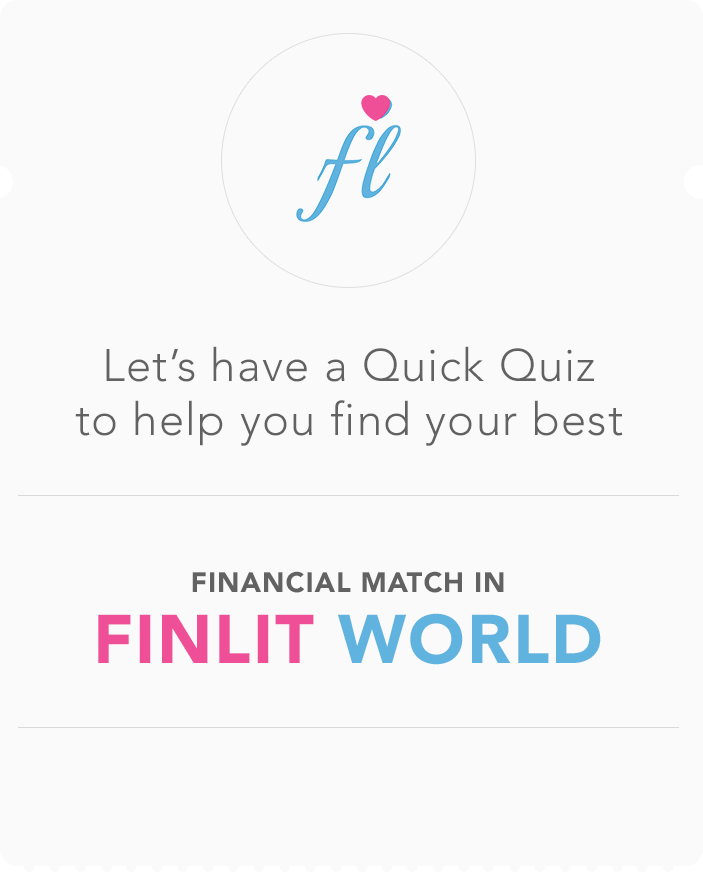 fl
Let's have a Quick Quiz
to help you find your best
FINANCIAL MATCH IN
FINLIT WORLD